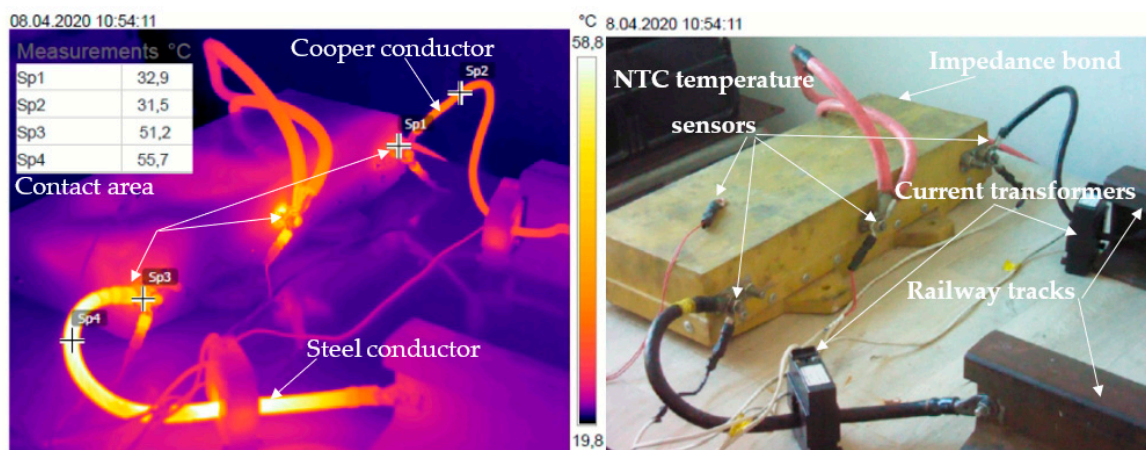 08.04.2020 10:54:11
Measurements °C
Sp1 32,9
Sp2 31,5
Sp3 51,2
Sp4 55,7
Cooper conductor
Sp2
Sp1
Contact area
Sp3
Sp4
Steel conductor
°C
58,8
19,8
8.04.2020 10:54:11
NTC temperature
sensors
Impedance bond
Current transformers
Railway tracks